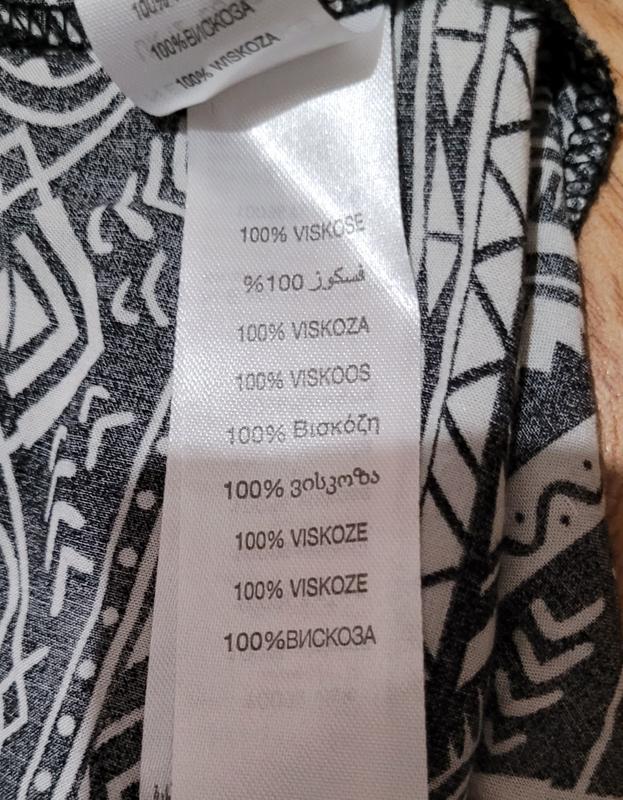 100%ВИСКОЗА
100% WISKOZA
100% VISKOSE
%100 فسكوز
100% VISKOZA
100% VISKOOS
100% Βισκόζη
100% ვისკოზა
100% VISKOZE
100% VISKOZE
100%ВИСКОЗА